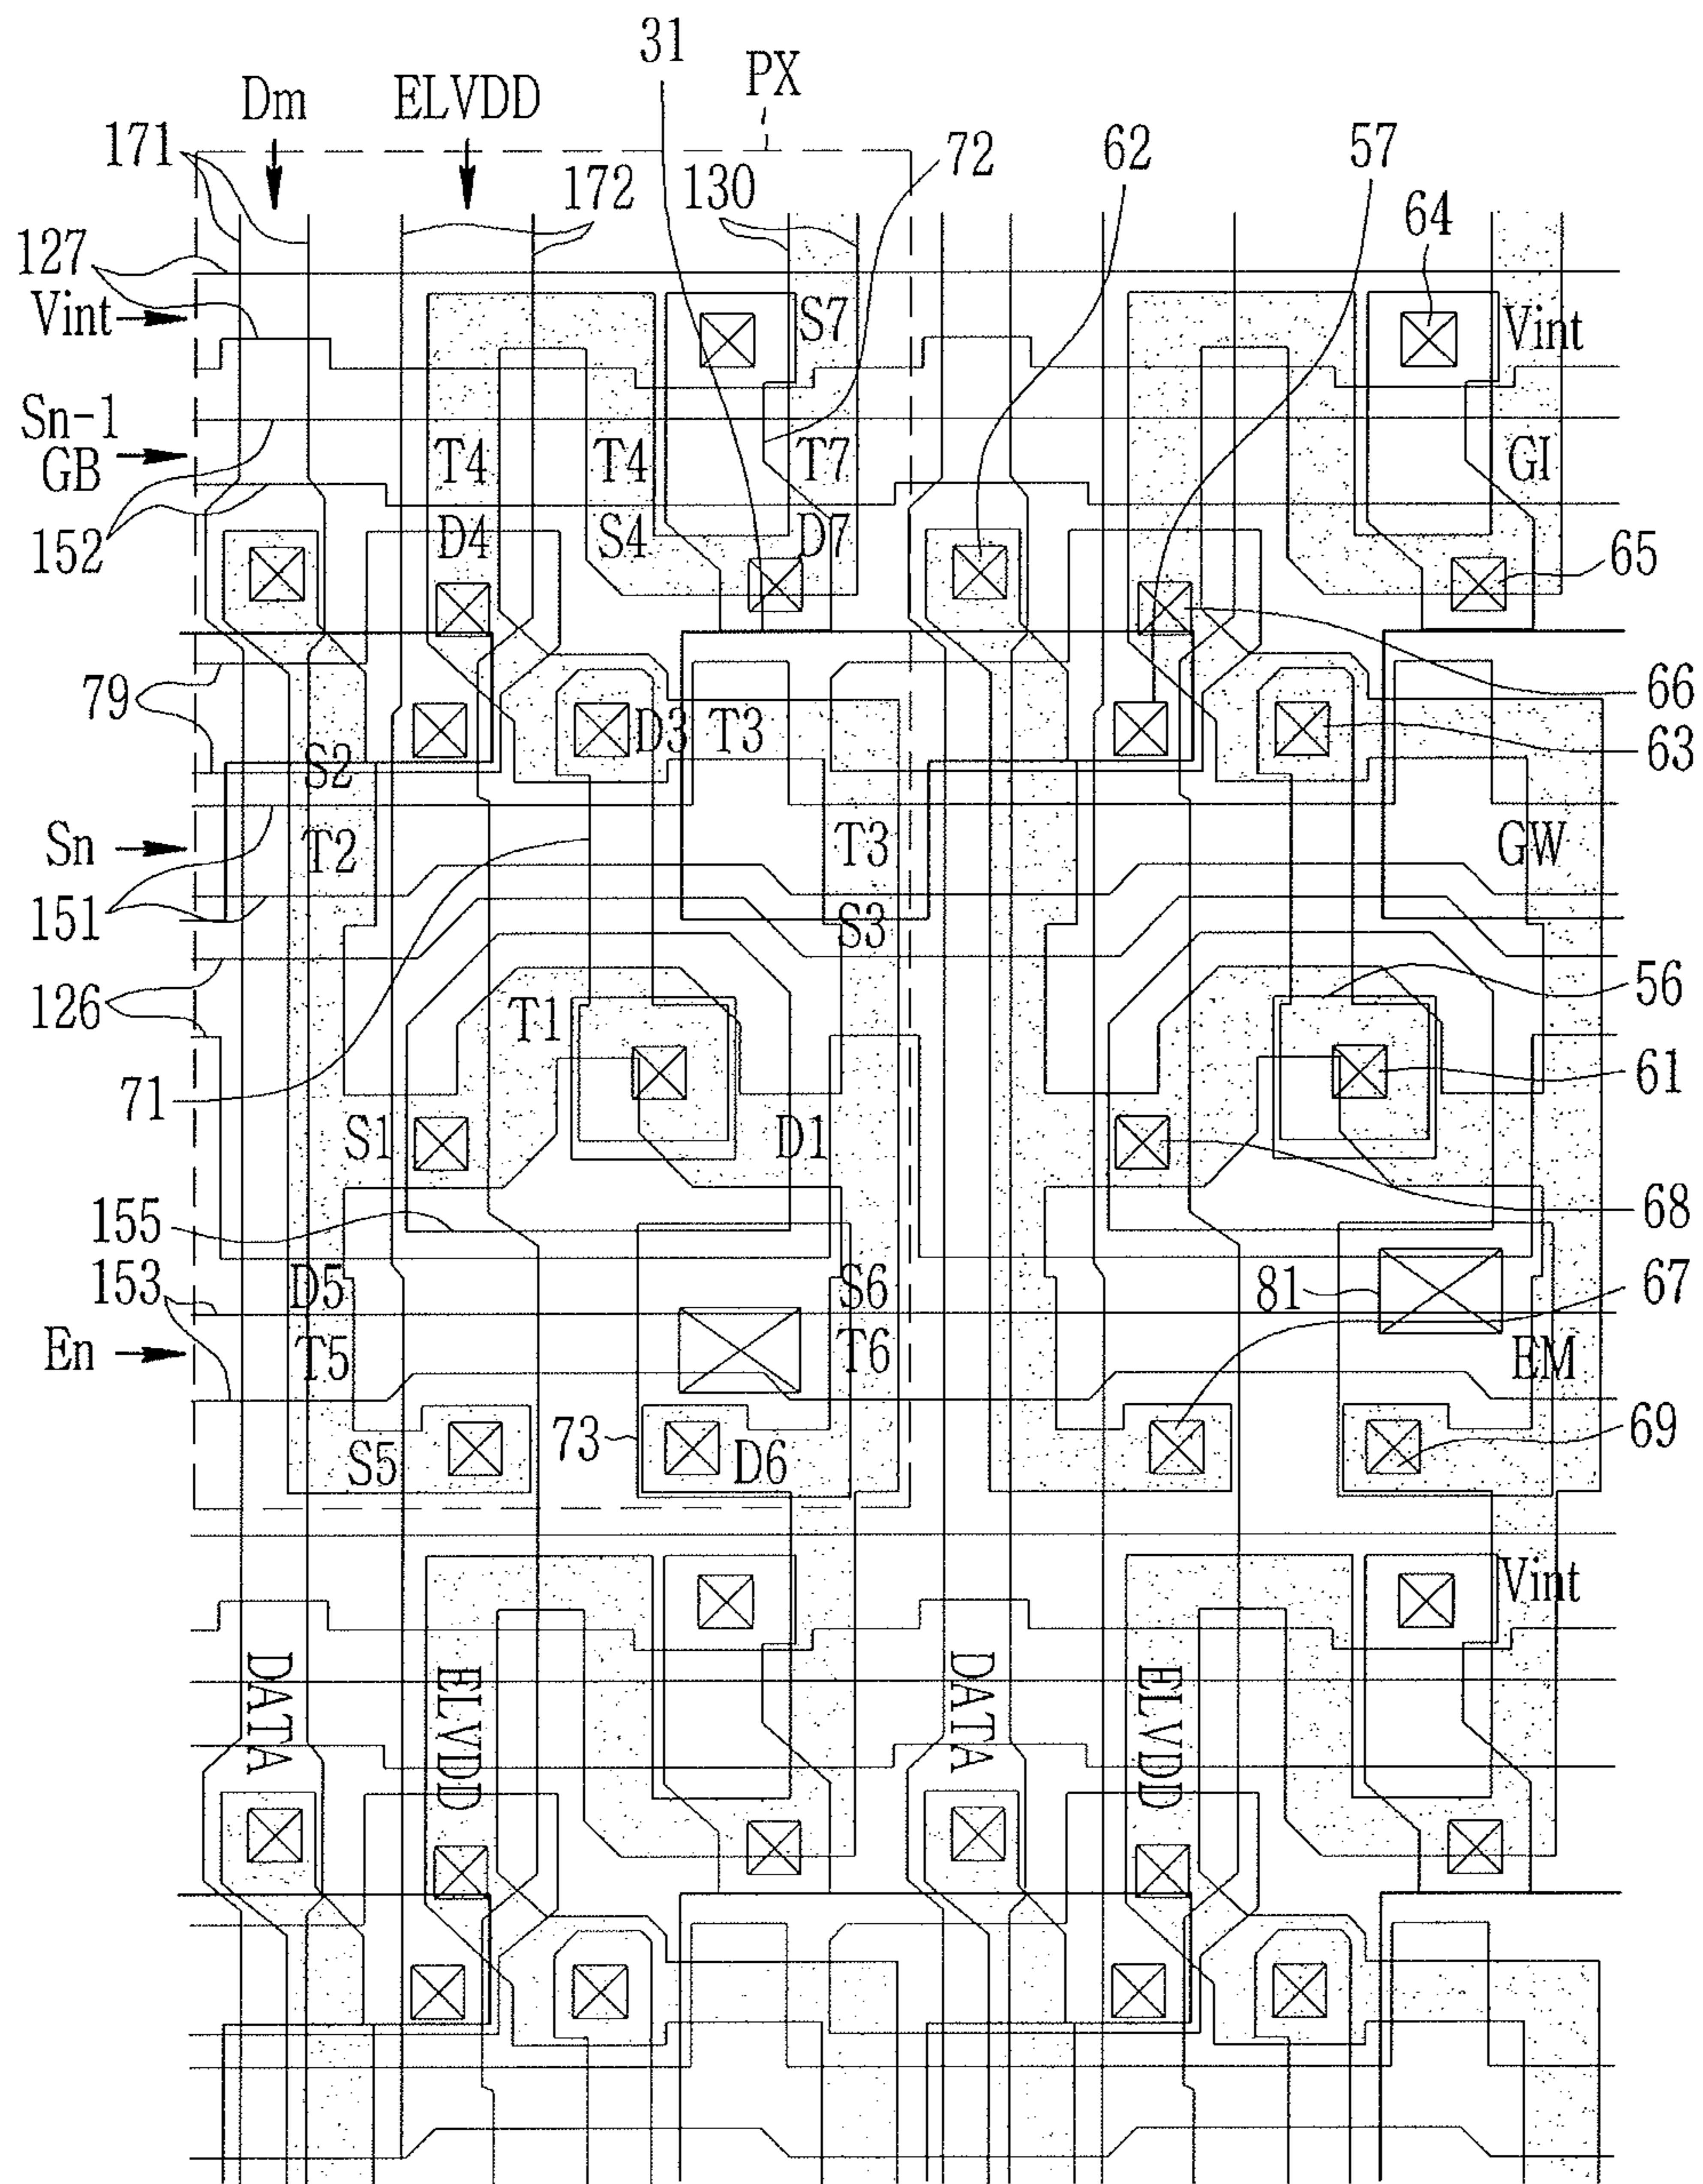 31
PX
Dm
ELVDD
171
172
130
72
62
57
64
127
Vint
S7
Vint
Sn-1
GB
T4
T4
T7
GI
152
D4
S4
D7
65
79
66
D3
T3
63
S2
Sn
T2
T3
GW
151
S3
126
T1
56
71
61
S1
D1
155
68
153
D5
S6
81
67
En
T5
T6
EM
73
S5
D6
69
Vint
DATA
ELVDD
DATA
ELVDD